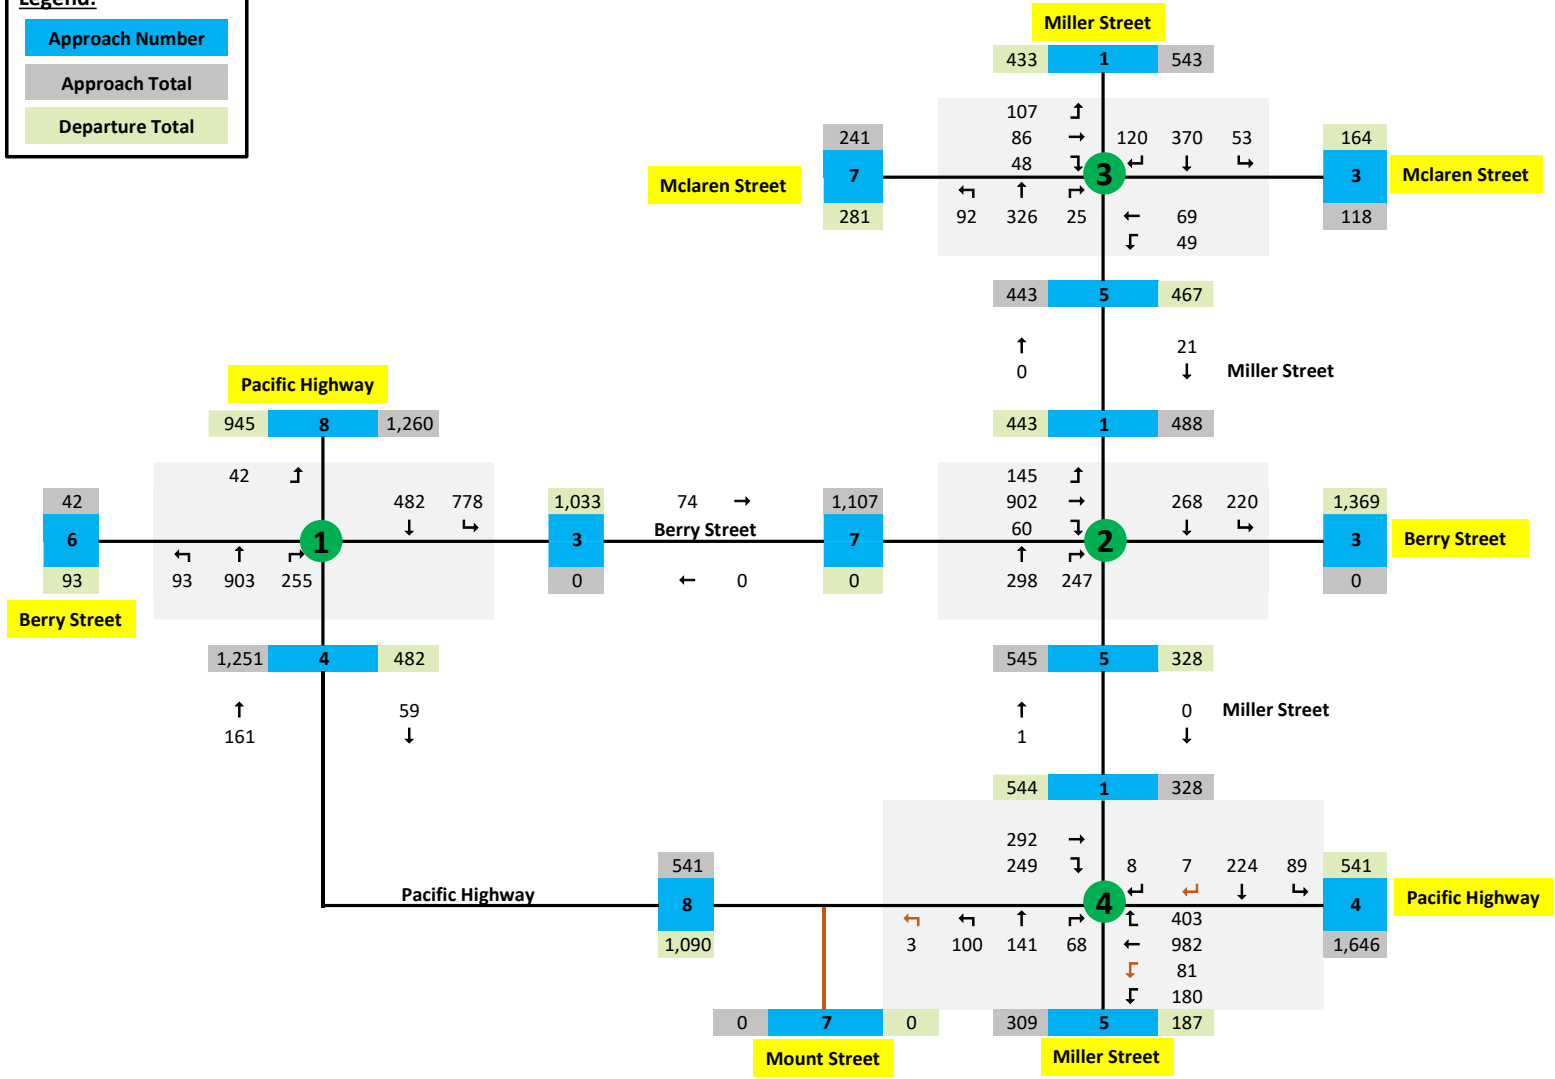 Legend:
Approach Number
Approach Total
Departure Total
Miller Street
433 1 543
107
86 120 370 53
48
241 164
Mclaren Street 7 3 3 Mclaren Street
281 118
92 326 25 69
49
443 5 467
21
0 Miller Street
Pacific Highway
945 8 1,260
443 1 488
42 482 778
145
902 268 220
60
42 1,033 74 1,107 1,369
6 1 3 Berry Street 7 2 3 Berry Street
93 93 903 255 0 0 0 298 247 0
Berry Street
1,251 4 482
545 5 328
59
161
0 Miller Street
1
544 1 328
292
249 8 7 224 89
541 541
Pacific Highway 8 4 4 Pacific Highway
1,090 1,646
403
3 100 141 68 982
81
180
0 7 0 309 5 187
Mount Street Miller Street